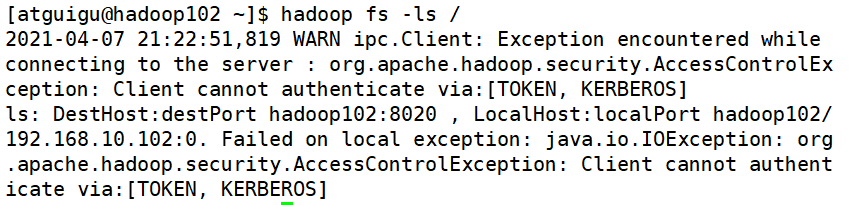 [atguigu@hadoop102 ~]$ hadoop fs -ls /
2021-04-07 21:22:51,819 WARN ipc.Client: Exception encountered while
connecting to the server : org.apache.hadoop.security.AccessControlEx
ception: Client cannot authenticate via:[TOKEN, KERBEROS]
ls: DestHost:destPort hadoop102:8020 , LocalHost:localPort hadoop102/
192.168.10.102:0. Failed on local exception: java.io.IOException: org
.apache.hadoop.security.AccessControlException: Client cannot authent
icate via:[TOKEN, KERBEROS]